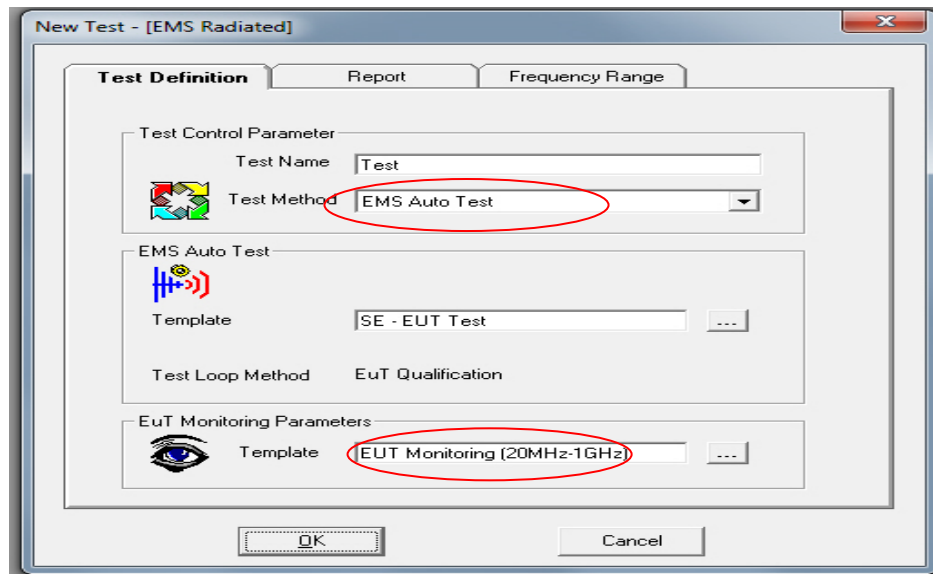 New Test - [EMS Radiated]
Test Definition Report Frequency Range
Test Control Parameter
Test Name Test
Test Method EMS Auto Test
EMS Auto Test
Template SE - EUT Test ...
Test Loop Method EuT Qualification
EuT Monitoring Parameters
Template EUT Monitoring (20MHz-1GHz) ...
OK Cancel